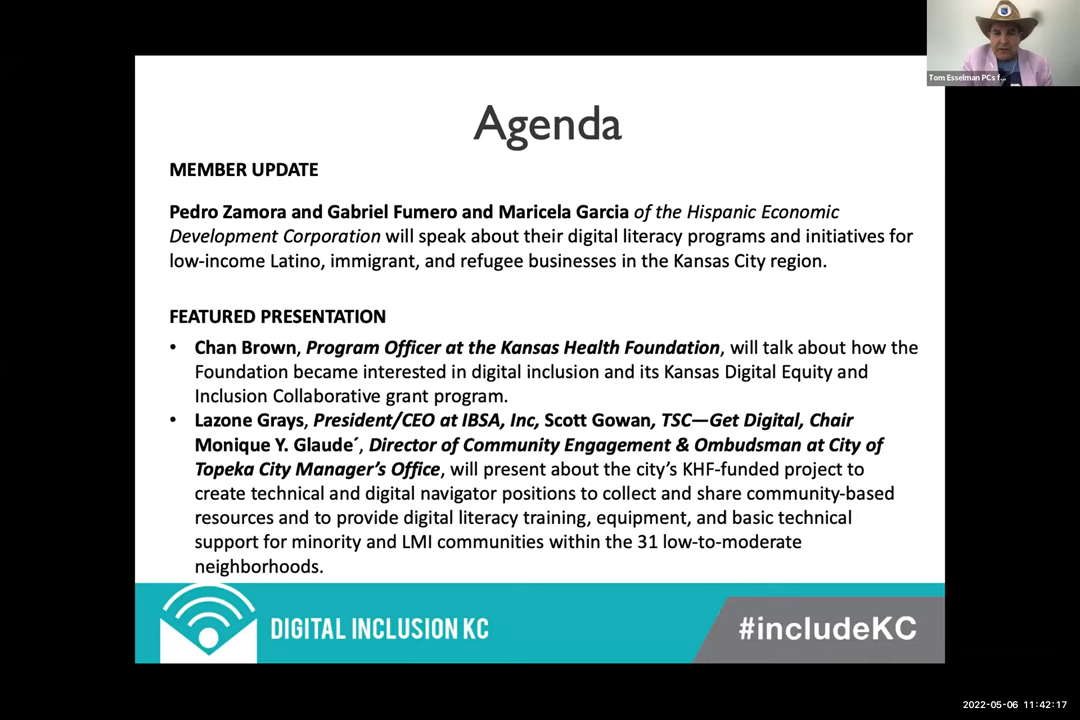 Tom Esselman PCs f...
Agenda
MEMBER UPDATE
Pedro Zamora and Gabriel Fumero and Maricela Garcia of the Hispanic Economic
Development Corporation will speak about their digital literacy programs and initiatives for
low-income Latino, immigrant, and refugee businesses in the Kansas City region.
FEATURED PRESENTATION
• Chan Brown, Program Officer at the Kansas Health Foundation, will talk about how the
Foundation became interested in digital inclusion and its Kansas Digital Equity and
Inclusion Collaborative grant program.
• Lazone Grays, President/CEO at IBSA, Inc, Scott Gowan, TSC—Get Digital, Chair
Monique Y. Glaude´, Director of Community Engagement & Ombudsman at City of
Topeka City Manager’s Office, will present about the city’s KHF-funded project to
create technical and digital navigator positions to collect and share community-based
resources and to provide digital literacy training, equipment, and basic technical
support for minority and LMI communities within the 31 low-to-moderate
neighborhoods.
DIGITAL INCLUSION KC
#includeKC
2022-05-06 11:42:17